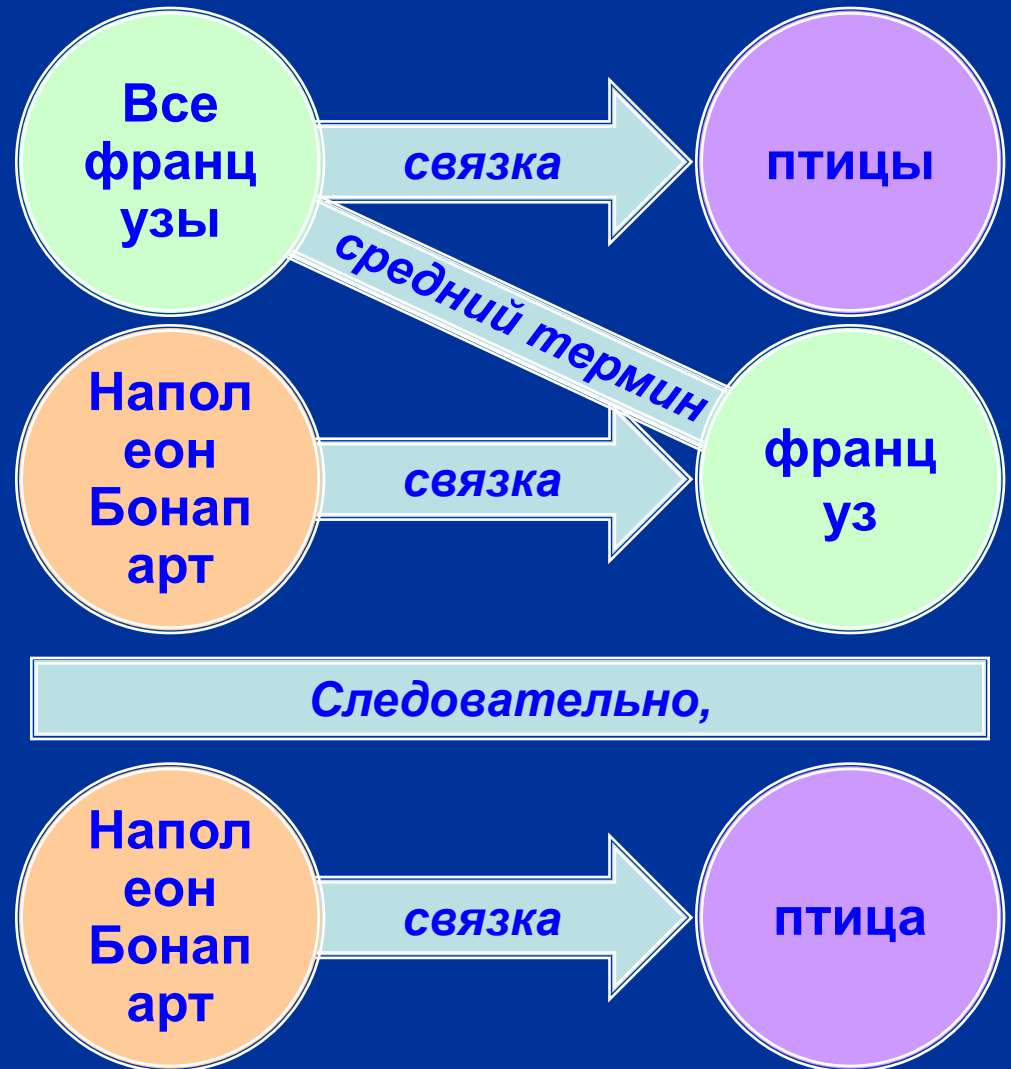 Все
франц
узы
связка
птицы
средний термин
Напол
еон
Бонап
арт
связка
франц
уз
Следовательно,
Напол
еон
Бонап
арт
связка
птица